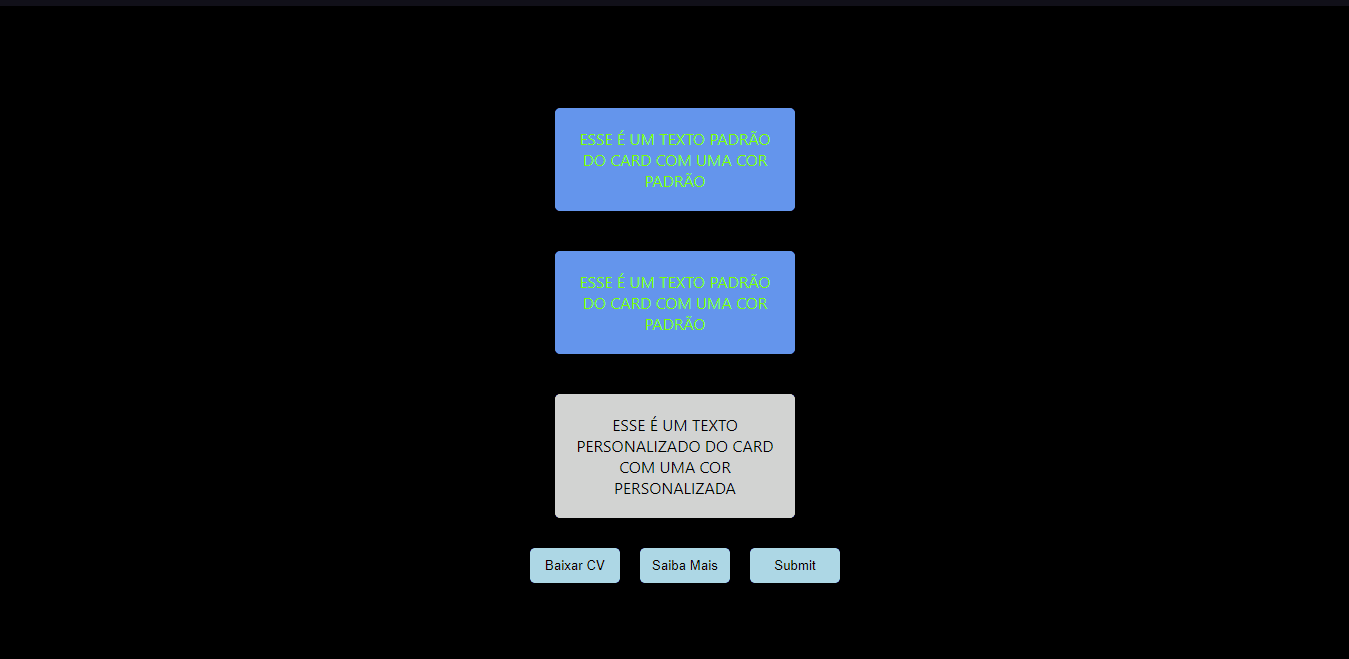 ESSE É UM TEXTO PADRÃO
DO CARD COM UMA COR
PADRÃO
ESSE É UM TEXTO PADRÃO
DO CARD COM UMA COR
PADRÃO
ESSE É UM TEXTO
PERSONALIZADO DO CARD
COM UMA COR
PERSONALIZADA
Baixar CV
Saiba Mais
Submit